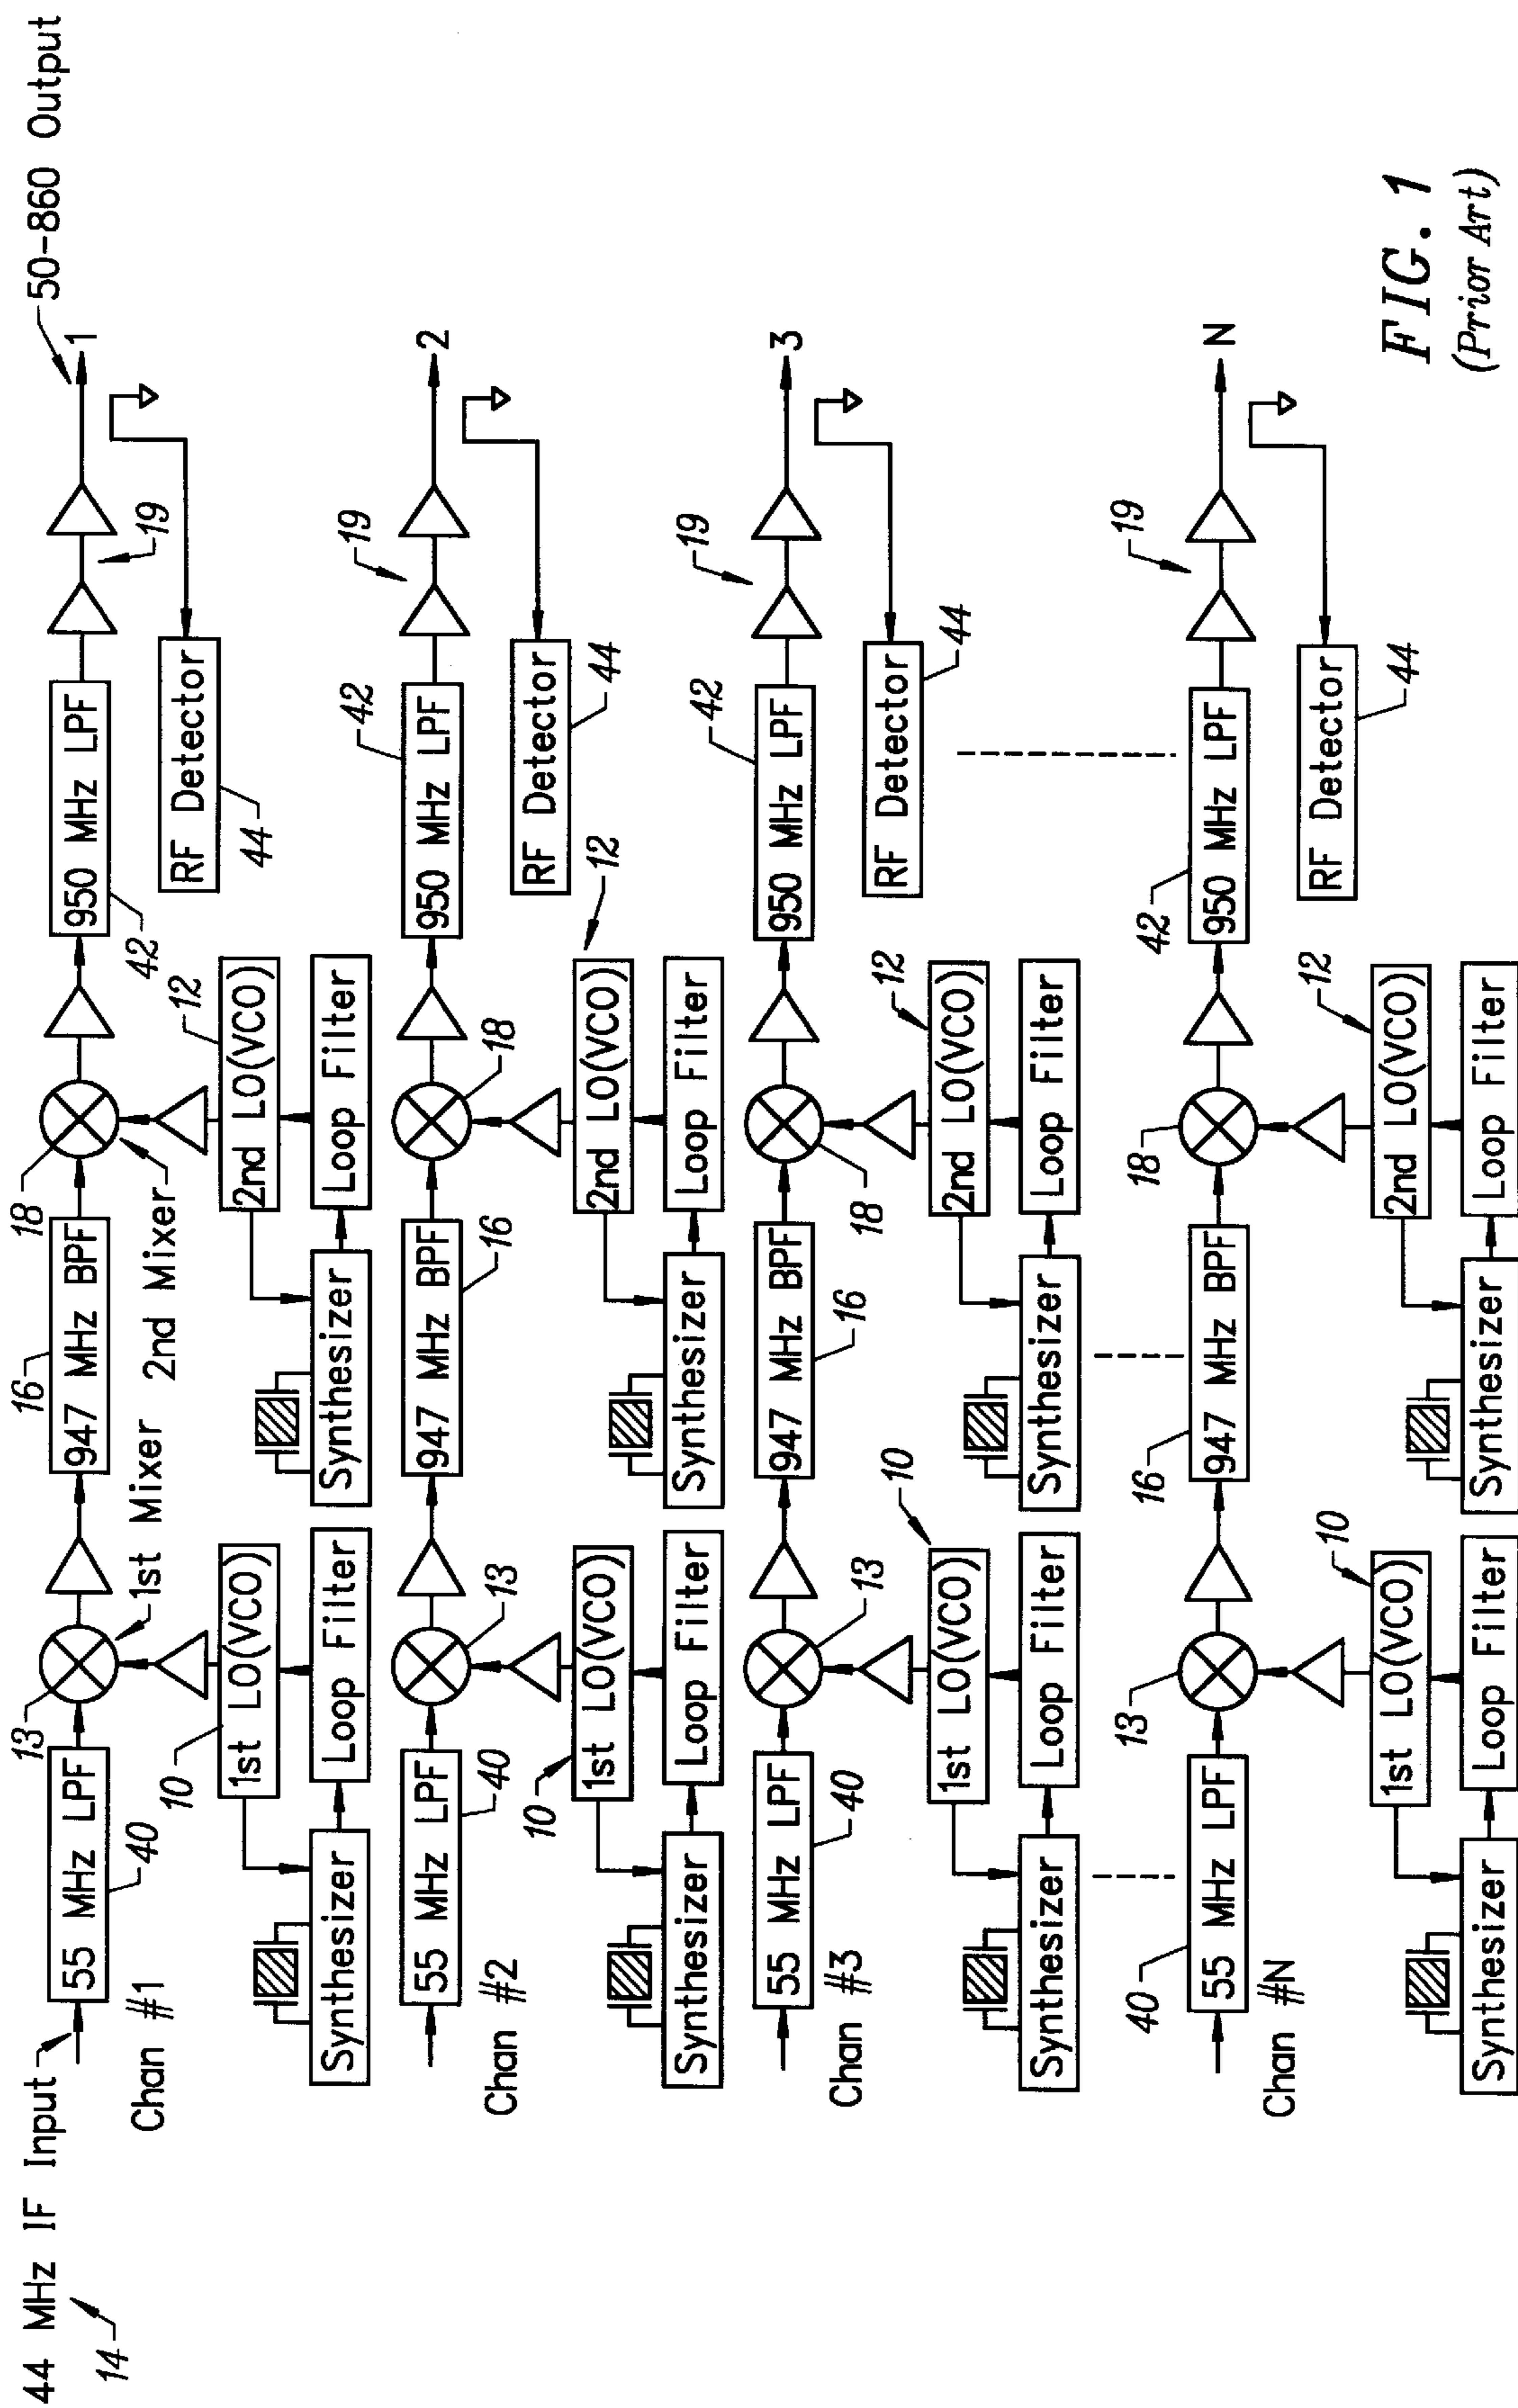 44 MHz IF Input
14
50-860 Output
Chan #1
55 MHz LPF
40
13
1st Mixer
16
947 MHz BPF
18
2nd Mixer
950 MHz LPF
42
19
1
10
1st LO(VCO)
Loop Filter
Synthesizer
12
2nd LO(VCO)
Loop Filter
Synthesizer
RF Detector
44
Chan #2
55 MHz LPF
40
13
947 MHz BPF
16
18
950 MHz LPF
42
19
2
10
1st LO(VCO)
Loop Filter
Synthesizer
12
2nd LO(VCO)
Loop Filter
Synthesizer
RF Detector
44
Chan #3
55 MHz LPF
40
13
947 MHz BPF
16
18
950 MHz LPF
42
19
3
10
1st LO(VCO)
Loop Filter
Synthesizer
12
2nd LO(VCO)
Loop Filter
Synthesizer
RF Detector
44
Chan #N
55 MHz LPF
40
13
947 MHz BPF
16
18
950 MHz LPF
42
19
N
10
1st LO(VCO)
Loop Filter
Synthesizer
12
2nd LO(VCO)
Loop Filter
Synthesizer
RF Detector
44
FIG. 1
(Prior Art)